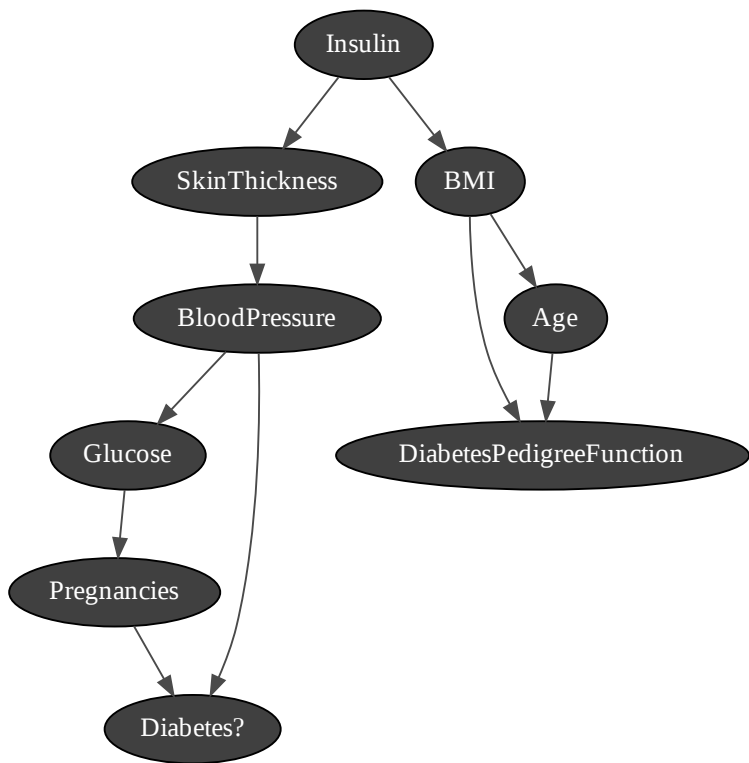 Insulin
SkinThickness
BMI
BloodPressure
Age
Glucose
DiabetesPedigreeFunction
Pregnancies
Diabetes?